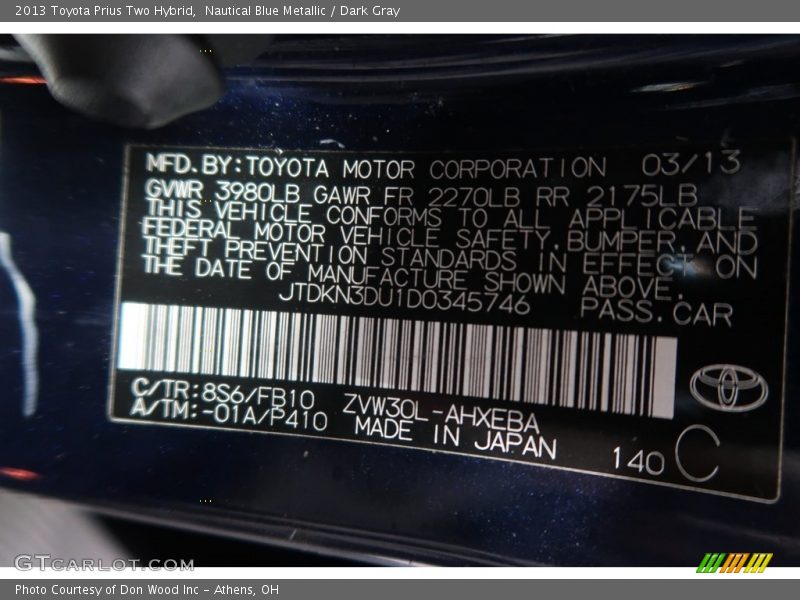 2013 Toyota Prius Two Hybrid,  Nautical Blue Metallic / Dark Gray
MFD.BY:TOYOTA MOTOR CORPORATION 03/13
GVWR 3980LB GAWR FR 2270LB RR 2175LB
THIS VEHICLE CONFORMS TO ALL APPLICABLE
FEDERAL MOTOR VEHICLE SAFETY,BUMPER,AND
THEFT PREVENTION STANDARDS IN EFFECT ON
THE DATE OF MANUFACTURE SHOWN ABOVE.
JTDKN3DU1D0345746 PASS.CAR
C/TR:8S6/FB10 ZVW30L-AHXEBA
A/TM:-01A/P410 MADE IN JAPAN
140 C
GTCARLOT.COM
Photo Courtesy of Don Wood Inc - Athens, OH